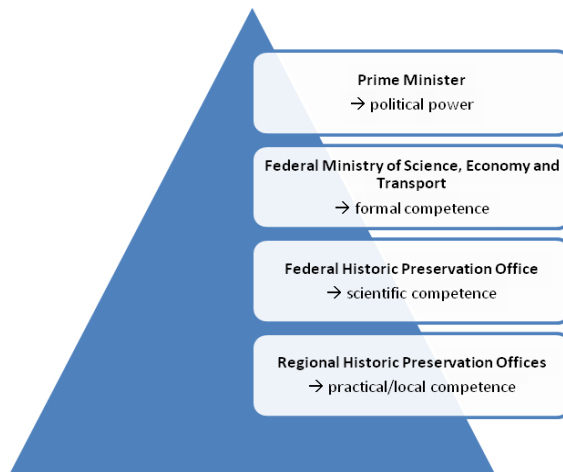 Prime Minister
→ political power
Federal Ministry of Science, Economy and
Transport
→ formal competence
Federal Historic Preservation Office
→ scientific competence
Regional Historic Preservation Offices
→ practical/local competence